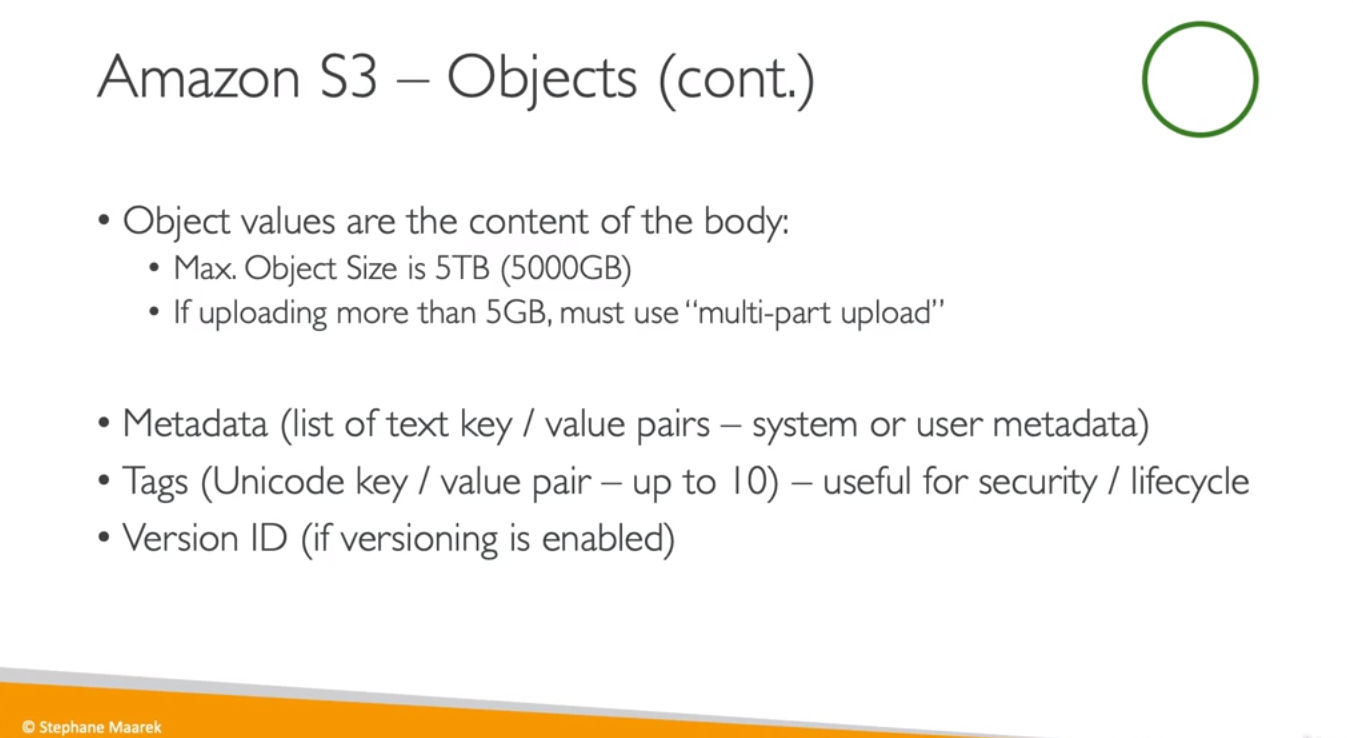 Amazon S3 – Objects (cont.)
• Object values are the content of the body:
• Max. Object Size is 5TB (5000GB)
• If uploading more than 5GB, must use “multi-part upload”
• Metadata (list of text key / value pairs – system or user metadata)
• Tags (Unicode key / value pair – up to 10) – useful for security / lifecycle
• Version ID (if versioning is enabled)
© Stephane Maarek